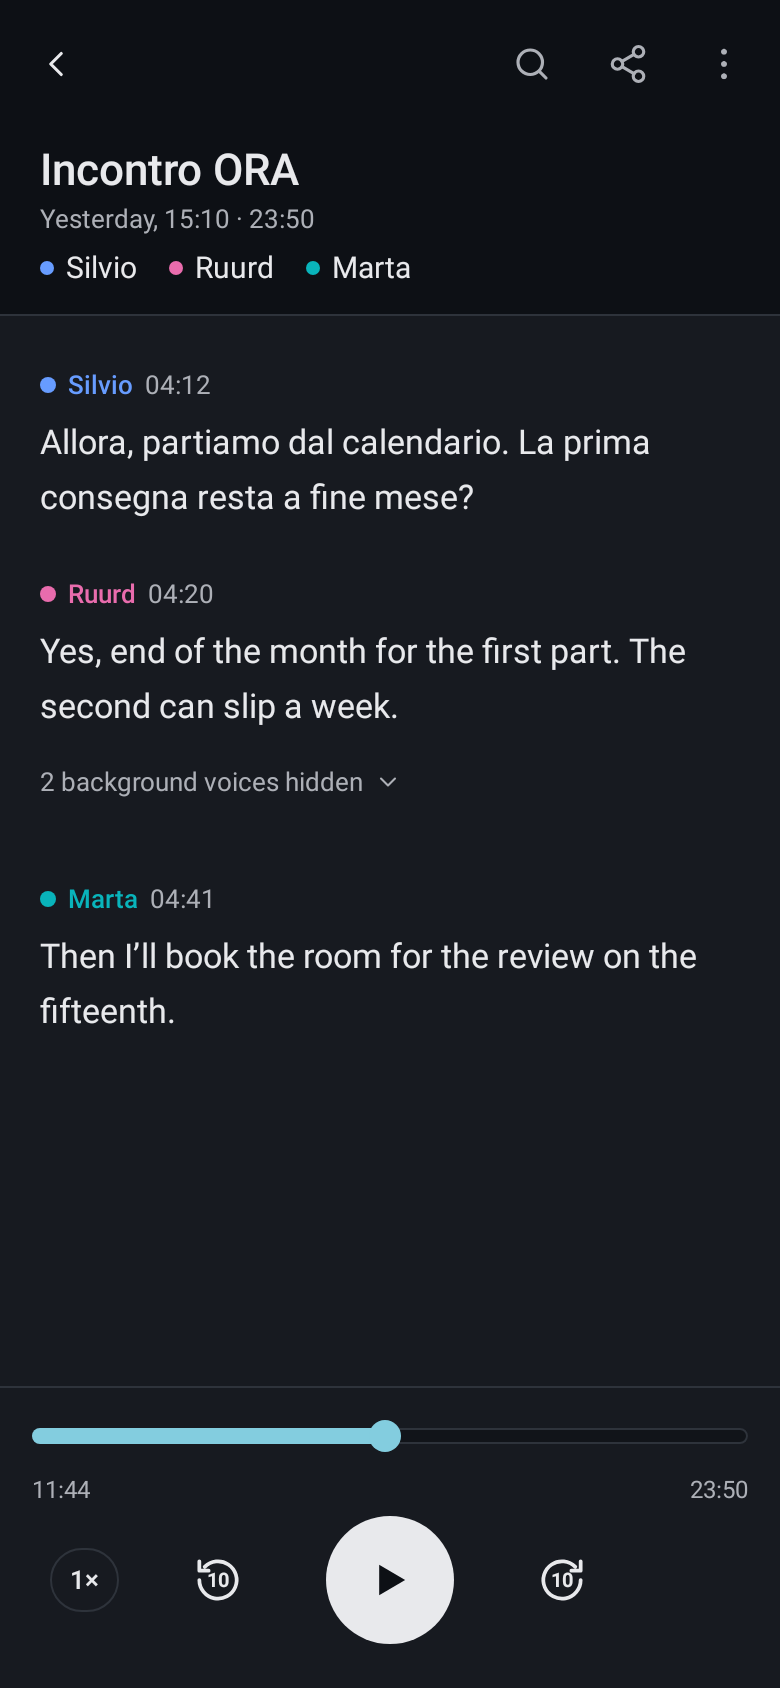 Incontro ORA
Yesterday, 15:10 · 23:50
Silvio Ruurd Marta
Silvio 04:12
Allora, partiamo dal calendario. La prima
consegna resta a fine mese?
Ruurd 04:20
Yes, end of the month for the first part. The
second can slip a week.
2 background voices hidden
Marta 04:41
Then I’ll book the room for the review on the
fifteenth.
11:44 23:50
1× 10 10